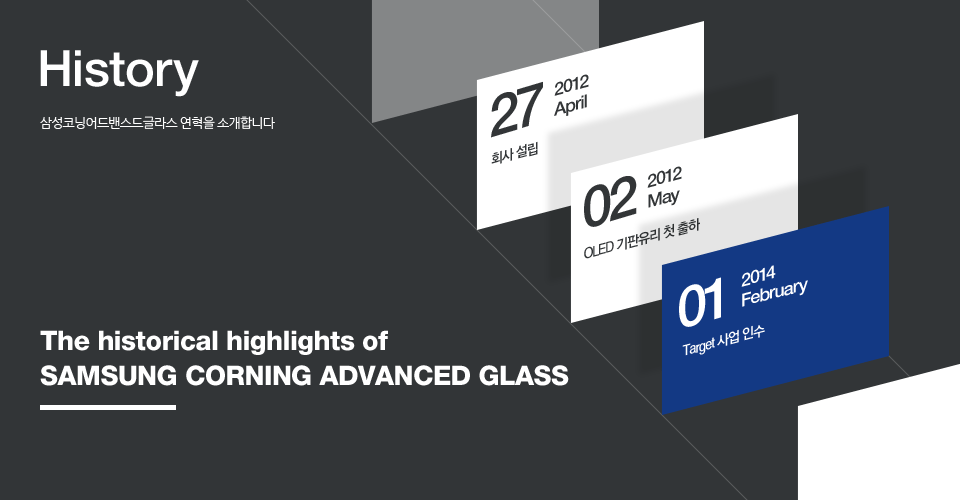 History
삼성코닝어드밴스드글라스 연혁을 소개합니다
27
2012
April
회사 설립
02
2012
May
OLED 기판유리 첫 출하
01
2014
February
Target 사업 인수
The historical highlights of
SAMSUNG CORNING ADVANCED GLASS